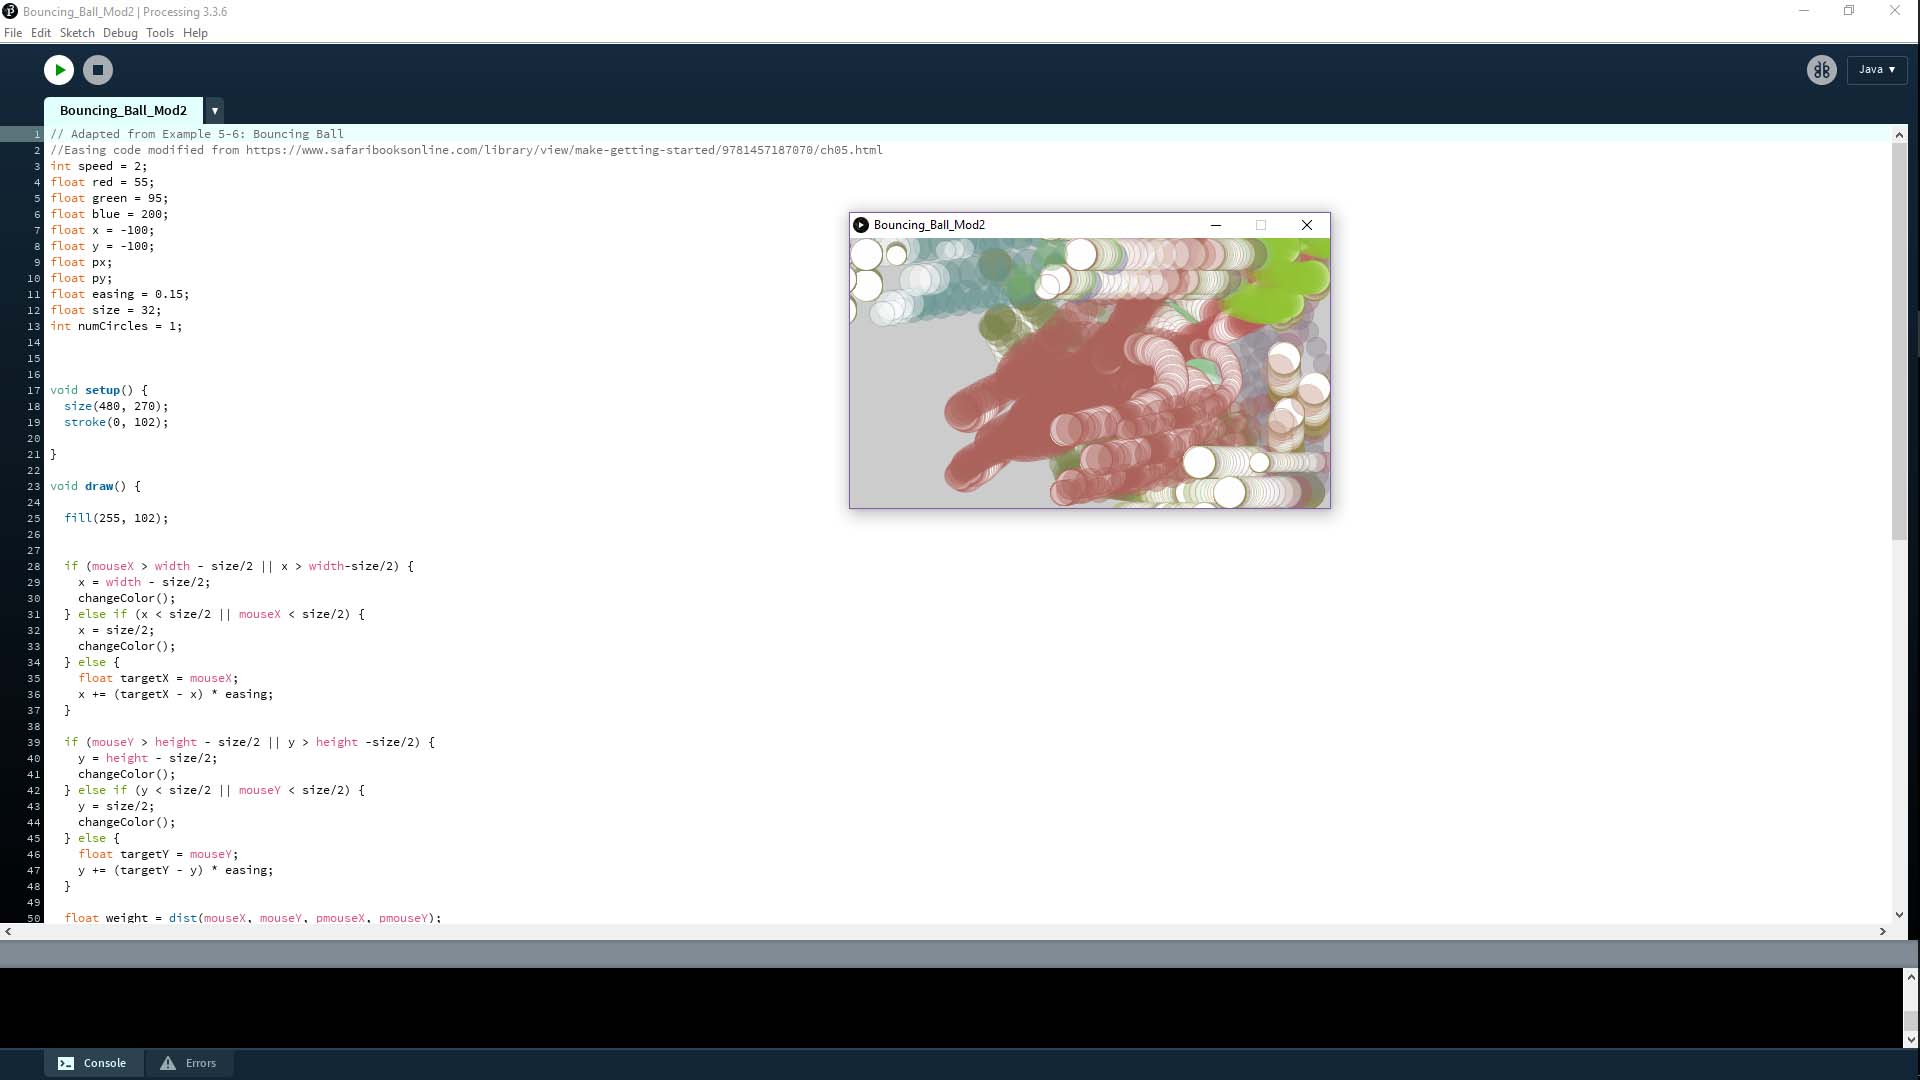 Bouncing_Ball_Mod2 | Processing 3.3.6
File Edit Sketch Debug Tools Help
Java ▼
Bouncing_Ball_Mod2 ▼
1 // Adapted from Example 5-6: Bouncing Ball
2 //Easing code modified from https://www.safaribooksonline.com/library/view/make-getting-started/9781457187070/ch05.html
3 int speed = 2;
4 float red = 55;
5 float green = 95;
6 float blue = 200;
7 float x = -100;
8 float y = -100;
9 float px;
10 float py;
11 float easing = 0.15;
12 float size = 32;
13 int numCircles = 1;
14
15
16
17 void setup() {
18 size(480, 270);
19 stroke(0, 102);
20
21 }
22
23 void draw() {
24
25 fill(255, 102);
26
27
28 if (mouseX > width - size/2 || x > width-size/2) {
29 x = width - size/2;
30 changeColor();
31 } else if (x < size/2 || mouseX < size/2) {
32 x = size/2;
33 changeColor();
34 } else {
35 float targetX = mouseX;
36 x += (targetX - x) * easing;
37 }
38
39 if (mouseY > height - size/2 || y > height -size/2) {
40 y = height - size/2;
41 changeColor();
42 } else if (y < size/2 || mouseY < size/2) {
43 y = size/2;
44 changeColor();
45 } else {
46 float targetY = mouseY;
47 y += (targetY - y) * easing;
48 }
49
50 float weight = dist(mouseX, mouseY, pmouseX, pmouseY);
Bouncing_Ball_Mod2
Console Errors